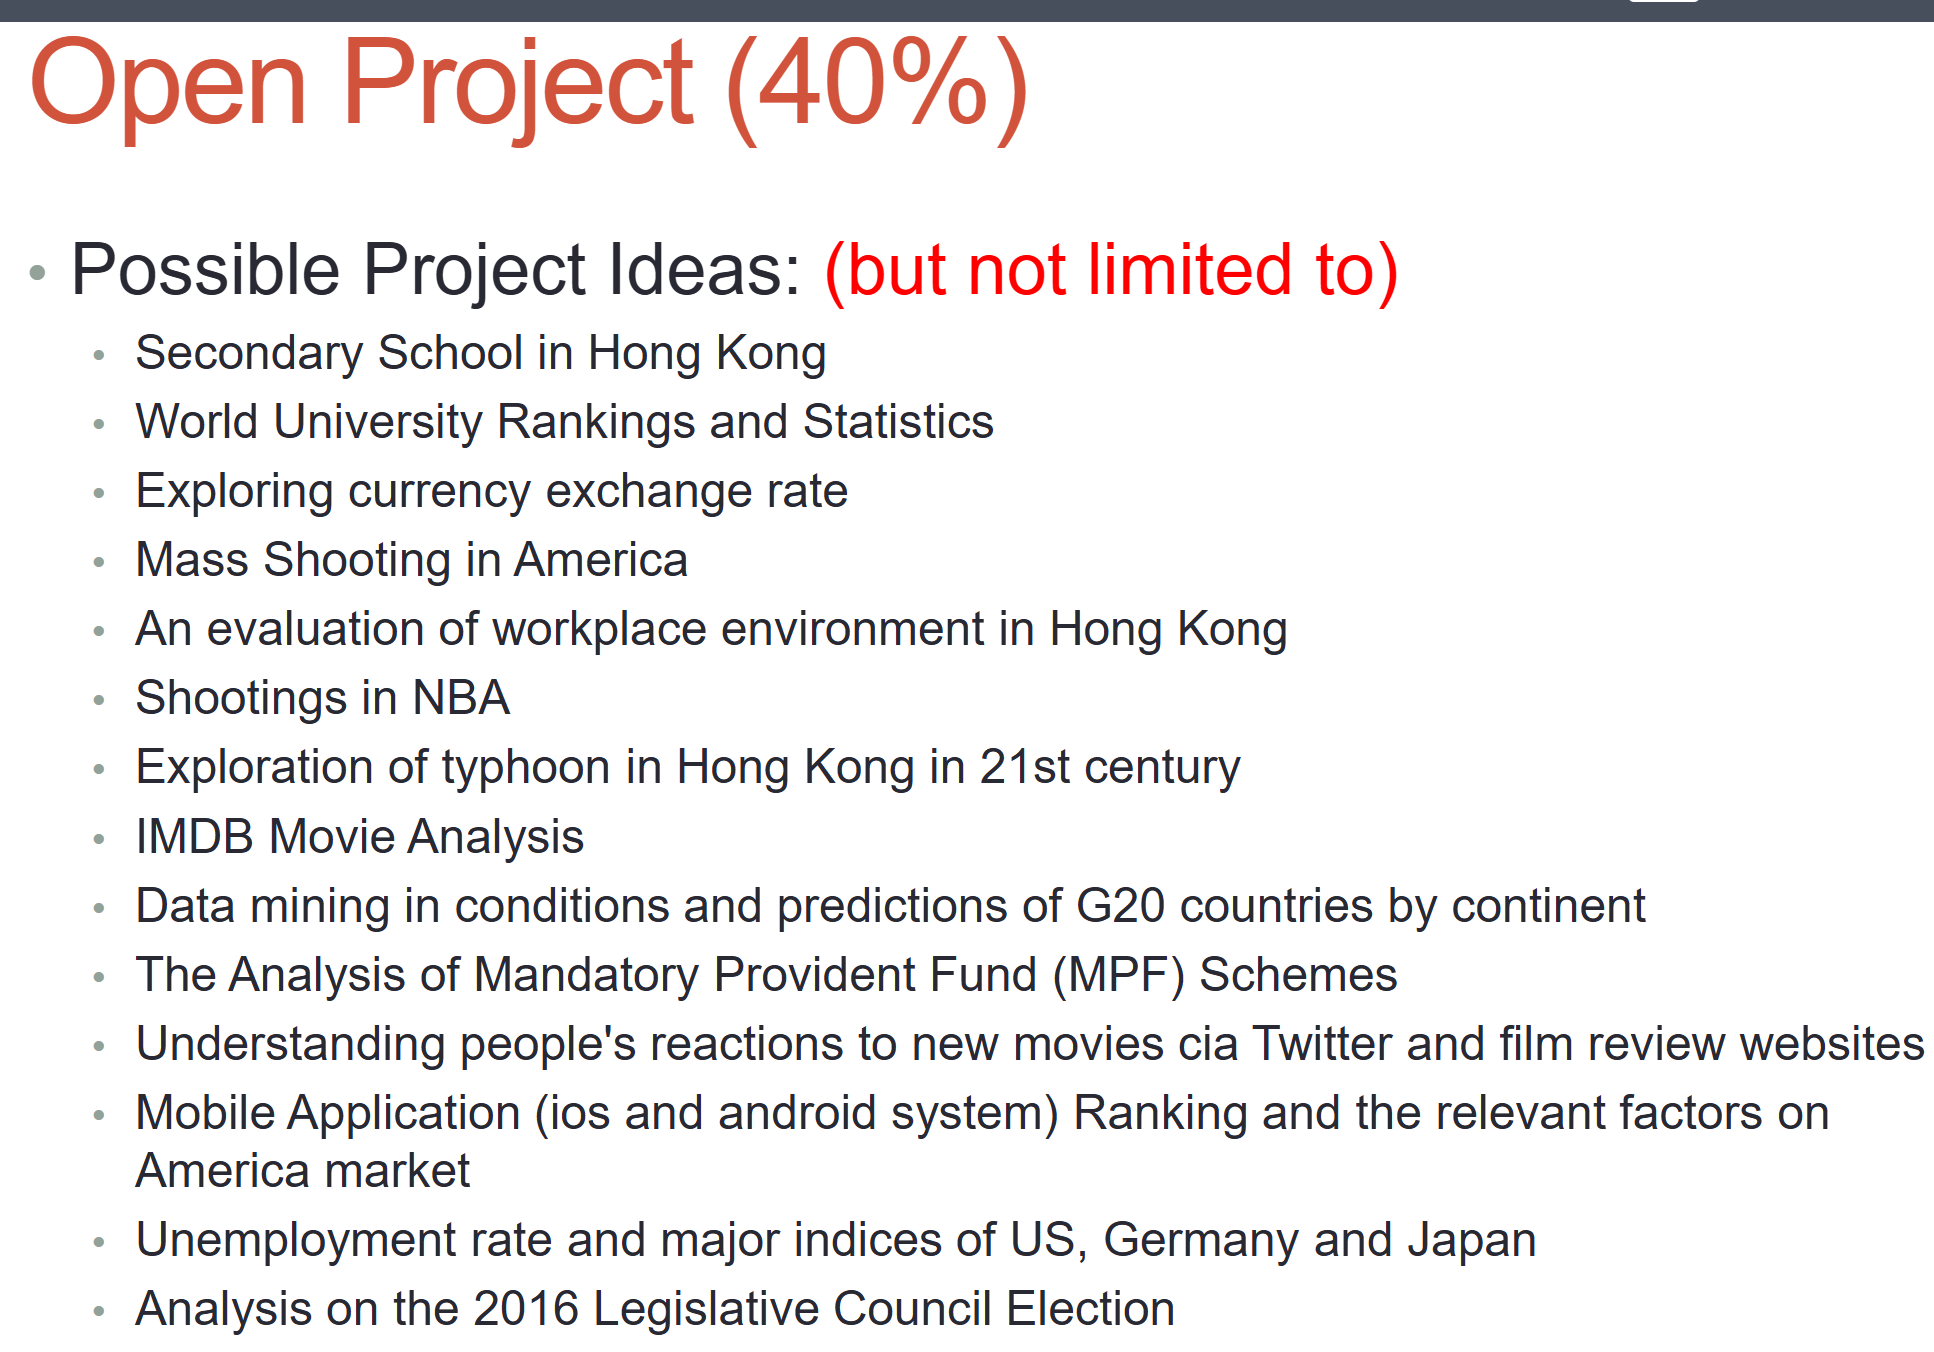 Open Project (40%)
• Possible Project Ideas: (but not limited to)
• Secondary School in Hong Kong
• World University Rankings and Statistics
• Exploring currency exchange rate
• Mass Shooting in America
• An evaluation of workplace environment in Hong Kong
• Shootings in NBA
• Exploration of typhoon in Hong Kong in 21st century
• IMDB Movie Analysis
• Data mining in conditions and predictions of G20 countries by continent
• The Analysis of Mandatory Provident Fund (MPF) Schemes
• Understanding people's reactions to new movies cia Twitter and film review websites
• Mobile Application (ios and android system) Ranking and the relevant factors on
America market
• Unemployment rate and major indices of US, Germany and Japan
• Analysis on the 2016 Legislative Council Election